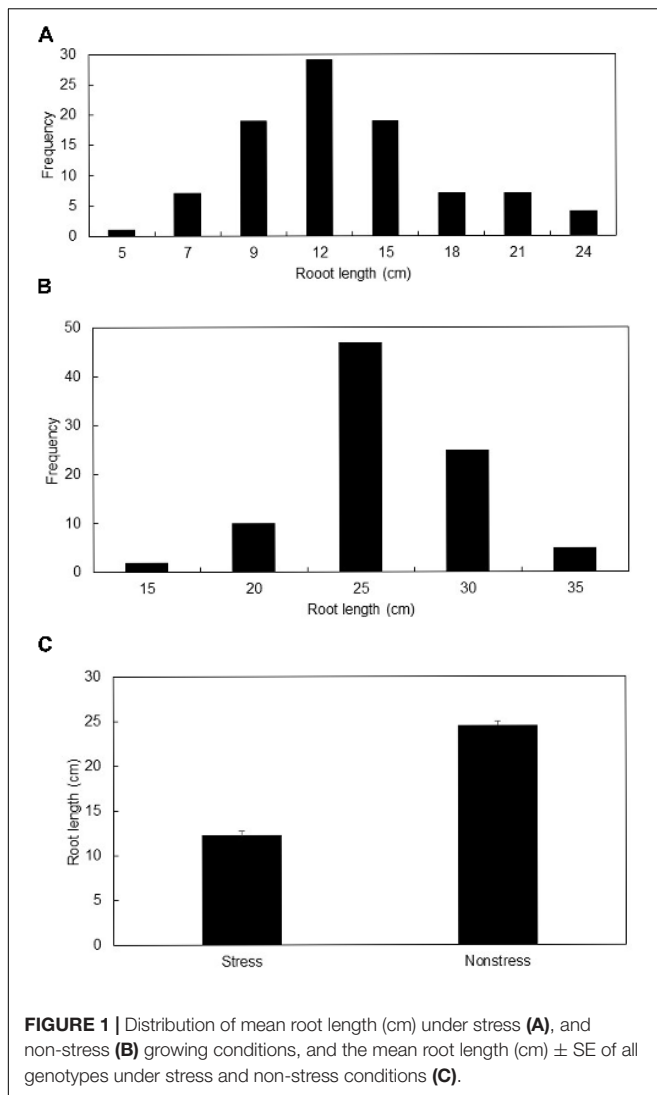 A
30
25
20
15
10
5
0
Frequency
5 7 9 12 15 18 21 24
Rooot length (cm)
B
50
40
30
20
10
0
Frequency
15 20 25 30 35
Root length (cm)
C
30
25
20
15
10
5
0
Root length (cm)
Stress Nonstress
FIGURE 1 | Distribution of mean root length (cm) under stress (A), and
non-stress (B) growing conditions, and the mean root length (cm) ± SE of all
genotypes under stress and non-stress conditions (C).